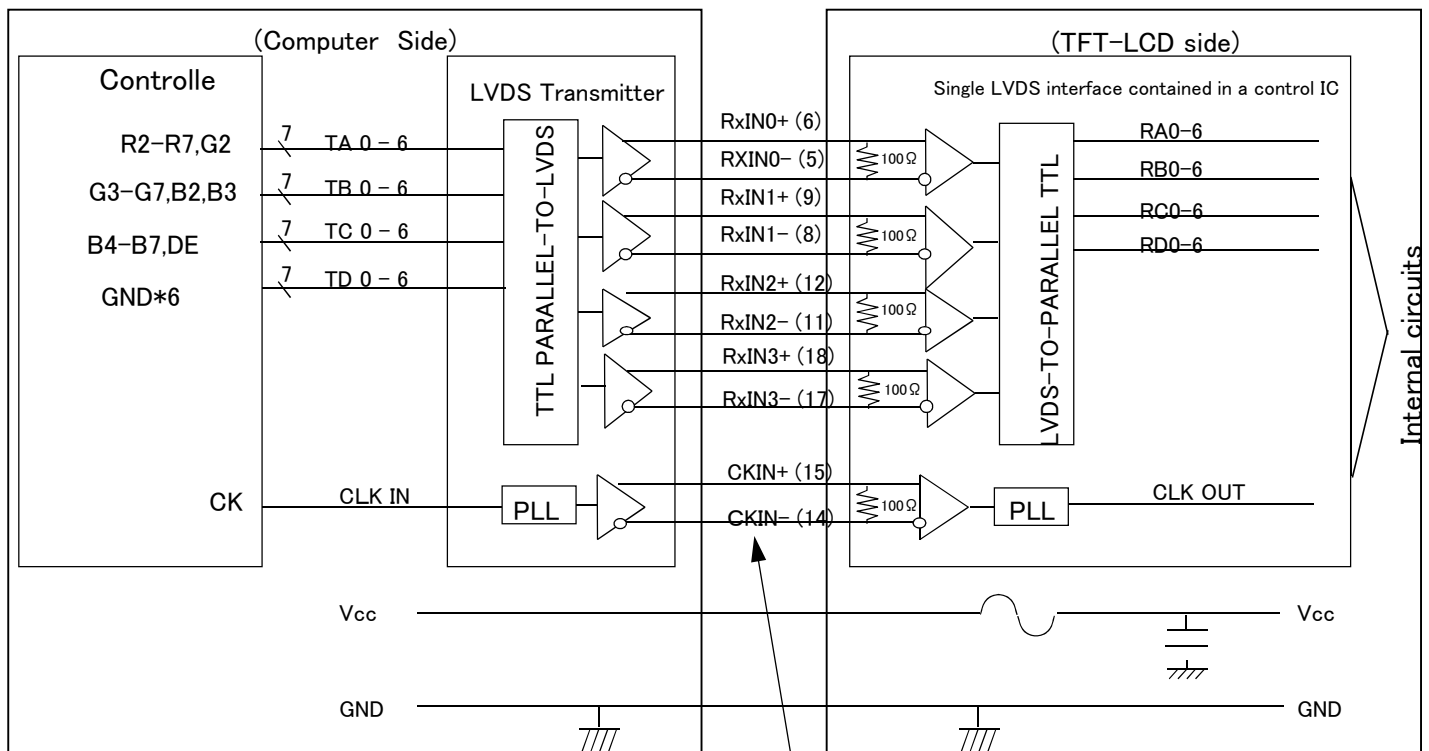 (Computer Side)
(TFT-LCD side)
Controlle
LVDS Transmitter
Single LVDS interface contained in a control IC
R2-R7,G2
7
TA 0 - 6
G3-G7,B2,B3
7
TB 0 - 6
B4-B7,DE
7
TC 0 - 6
GND*6
7
TD 0 - 6
TTL PARALLEL-TO-LVDS
RxIN0+ (6)
RXIN0- (5)
RxIN1+ (9)
RxIN1- (8)
RxIN2+ (12)
RxIN2- (11)
RxIN3+ (18)
RxIN3- (17)
100Ω
100Ω
100Ω
100Ω
LVDS-TO-PARALLEL TTL
RA0-6
RB0-6
RC0-6
RD0-6
Internal circuits
CK
CLK IN
PLL
CKIN+ (15)
CKIN- (14)
100Ω
PLL
CLK OUT
Vcc
Vcc
GND
GND